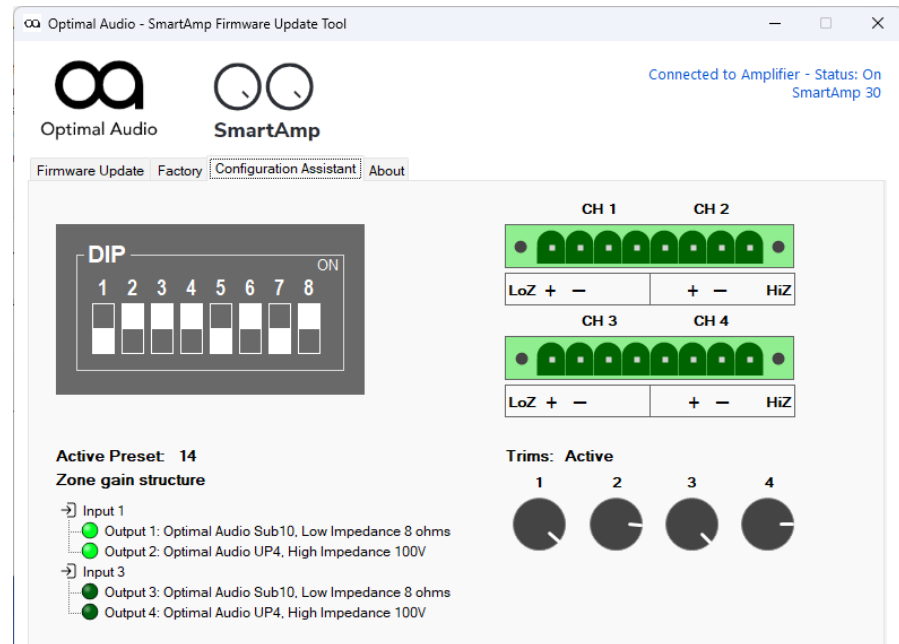 Optimal Audio - SmartAmp Firmware Update Tool
Optimal Audio
SmartAmp
Connected to Amplifier - Status: On
SmartAmp 30
Firmware Update Factory Configuration Assistant About
DIP
ON
1 2 3 4 5 6 7 8
CH 1 CH 2
LoZ + − + − HiZ
CH 3 CH 4
LoZ + − + − HiZ
Active Preset: 14
Zone gain structure
Input 1
Output 1: Optimal Audio Sub10, Low Impedance 8 ohms
Output 2: Optimal Audio UP4, High Impedance 100V
Input 3
Output 3: Optimal Audio Sub10, Low Impedance 8 ohms
Output 4: Optimal Audio UP4, High Impedance 100V
Trims: Active
1 2 3 4